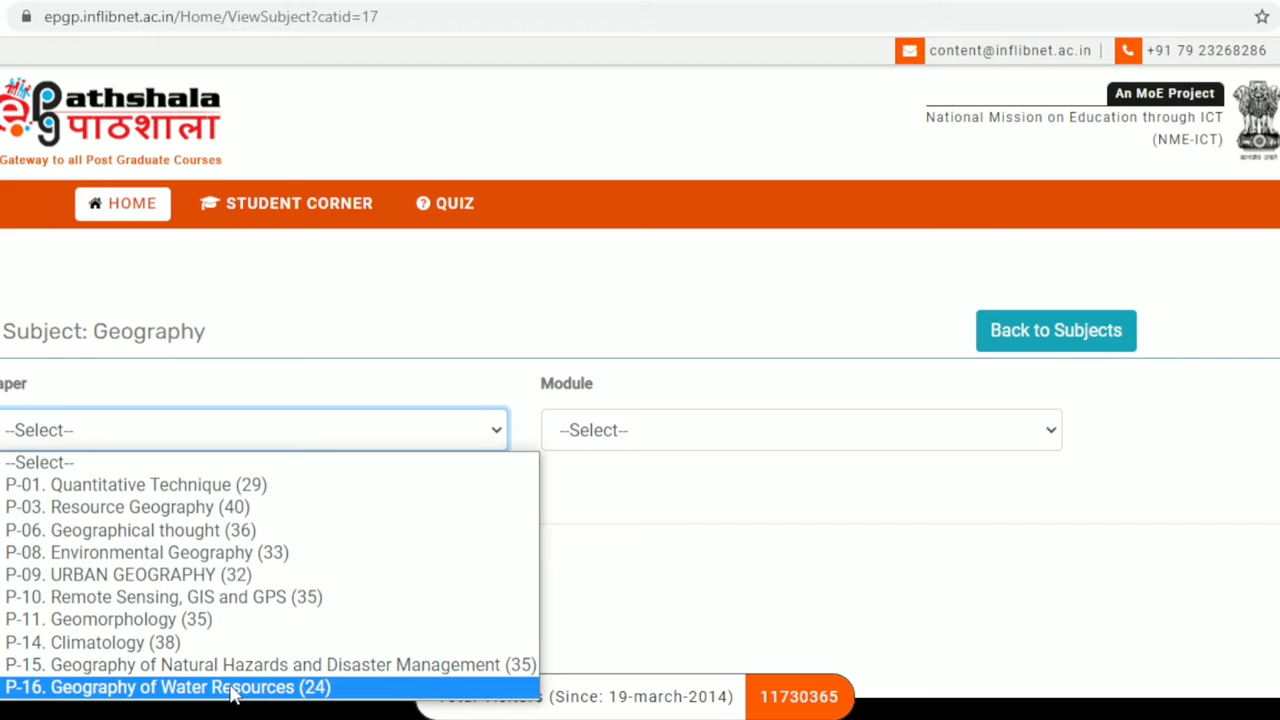 epgp.inflibnet.ac.in/Home/ViewSubject?catid=17
content@inflibnet.ac.in | +91 79 23268286
epg Pathshala
पाठशाला
Gateway to all Post Graduate Courses
An MoE Project
National Mission on Education through ICT
(NME-ICT)
HOME STUDENT CORNER QUIZ
Subject: Geography
Back to Subjects
aper Module
--Select-- --Select--
--Select--
P-01. Quantitative Technique (29)
P-03. Resource Geography (40)
P-06. Geographical thought (36)
P-08. Environmental Geography (33)
P-09. URBAN GEOGRAPHY (32)
P-10. Remote Sensing, GIS and GPS (35)
P-11. Geomorphology (35)
P-14. Climatology (38)
P-15. Geography of Natural Hazards and Disaster Management (35)
P-16. Geography of Water Resources (24)
Total Visitors (Since: 19-march-2014) 11730365